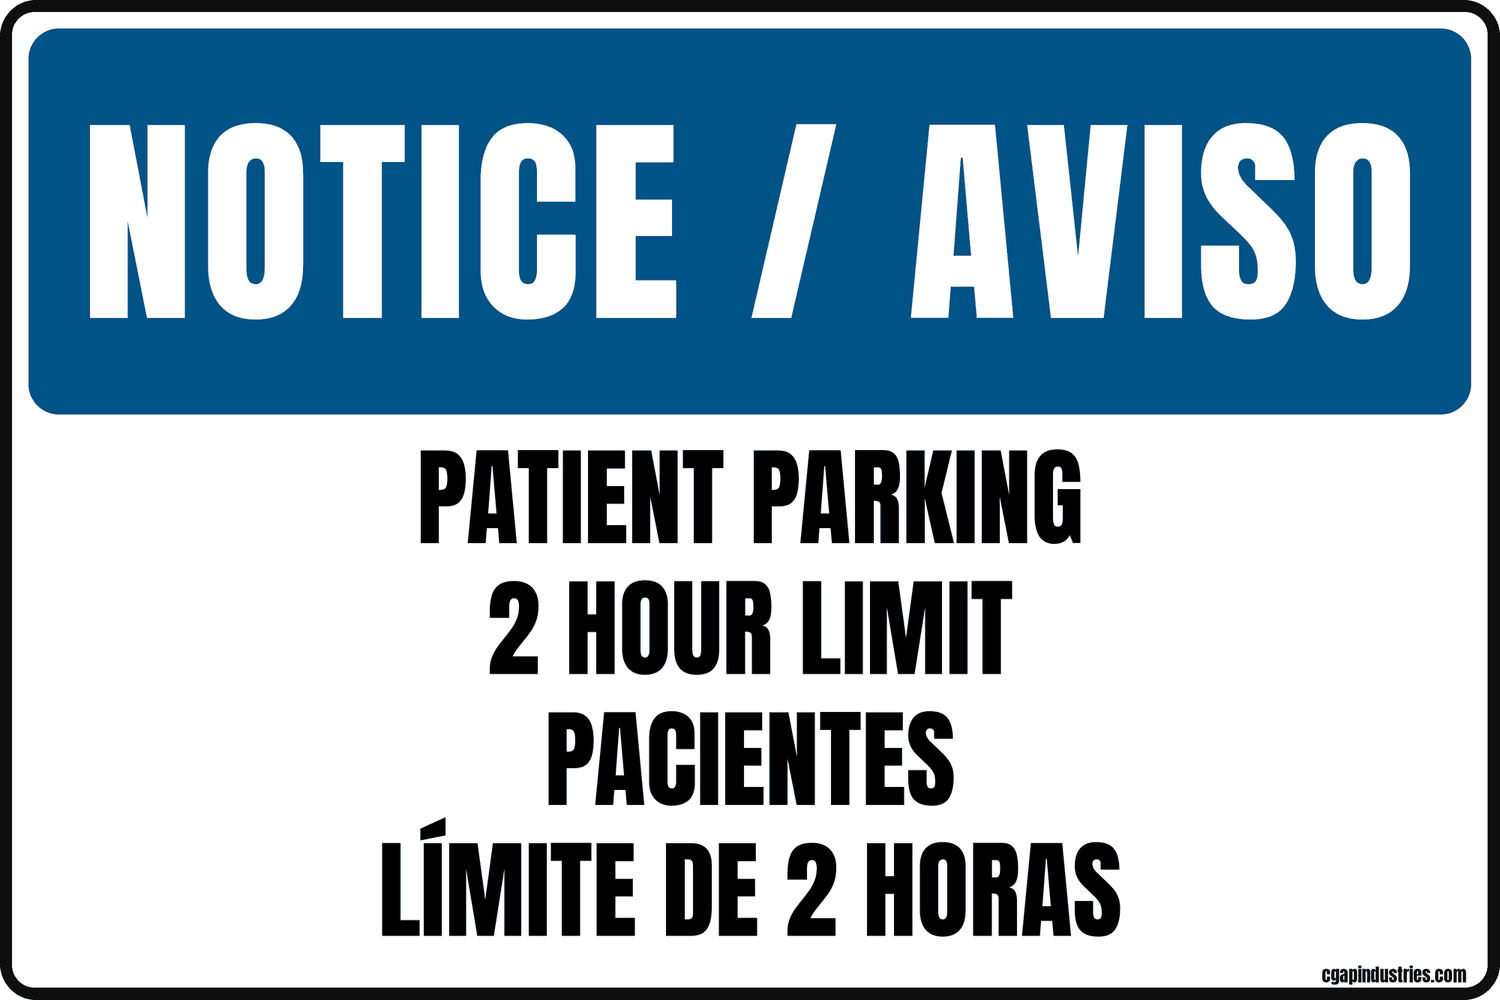 NOTICE / AVISO
PATIENT PARKING
2 HOUR LIMIT
PACIENTES
LÍMITE DE 2 HORAS
cgapindustries.com